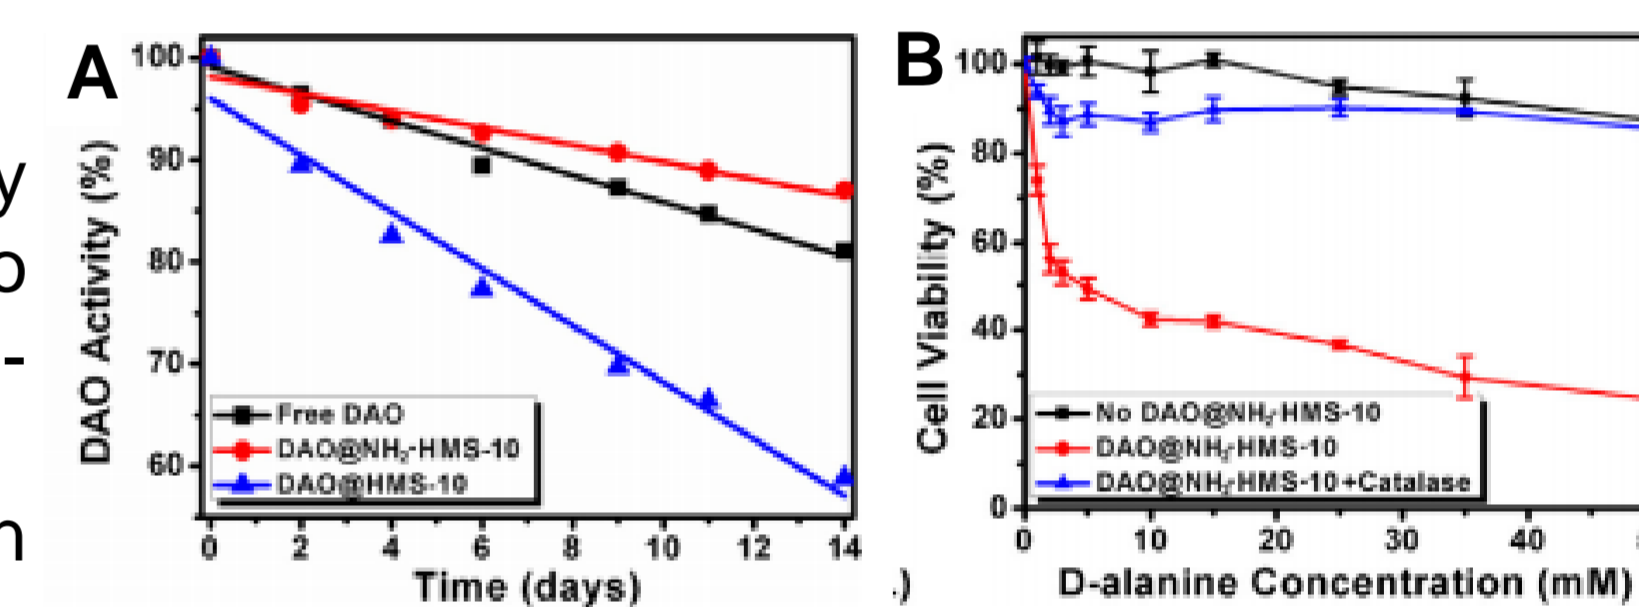 y
o
-
n
A
100
90
80
70
60
DAO Activity (%)
Free DAO
DAO@NH2-HMS-10
DAO@HMS-10
0 2 4 6 8 10 12 14
Time (days)
.)
B
100
80
60
40
20
0
Cell Viability (%)
No DAO@NH2-HMS-10
DAO@NH2-HMS-10
DAO@NH2-HMS-10+Catalase
0 10 20 30 40
D-alanine Concentration (mM)